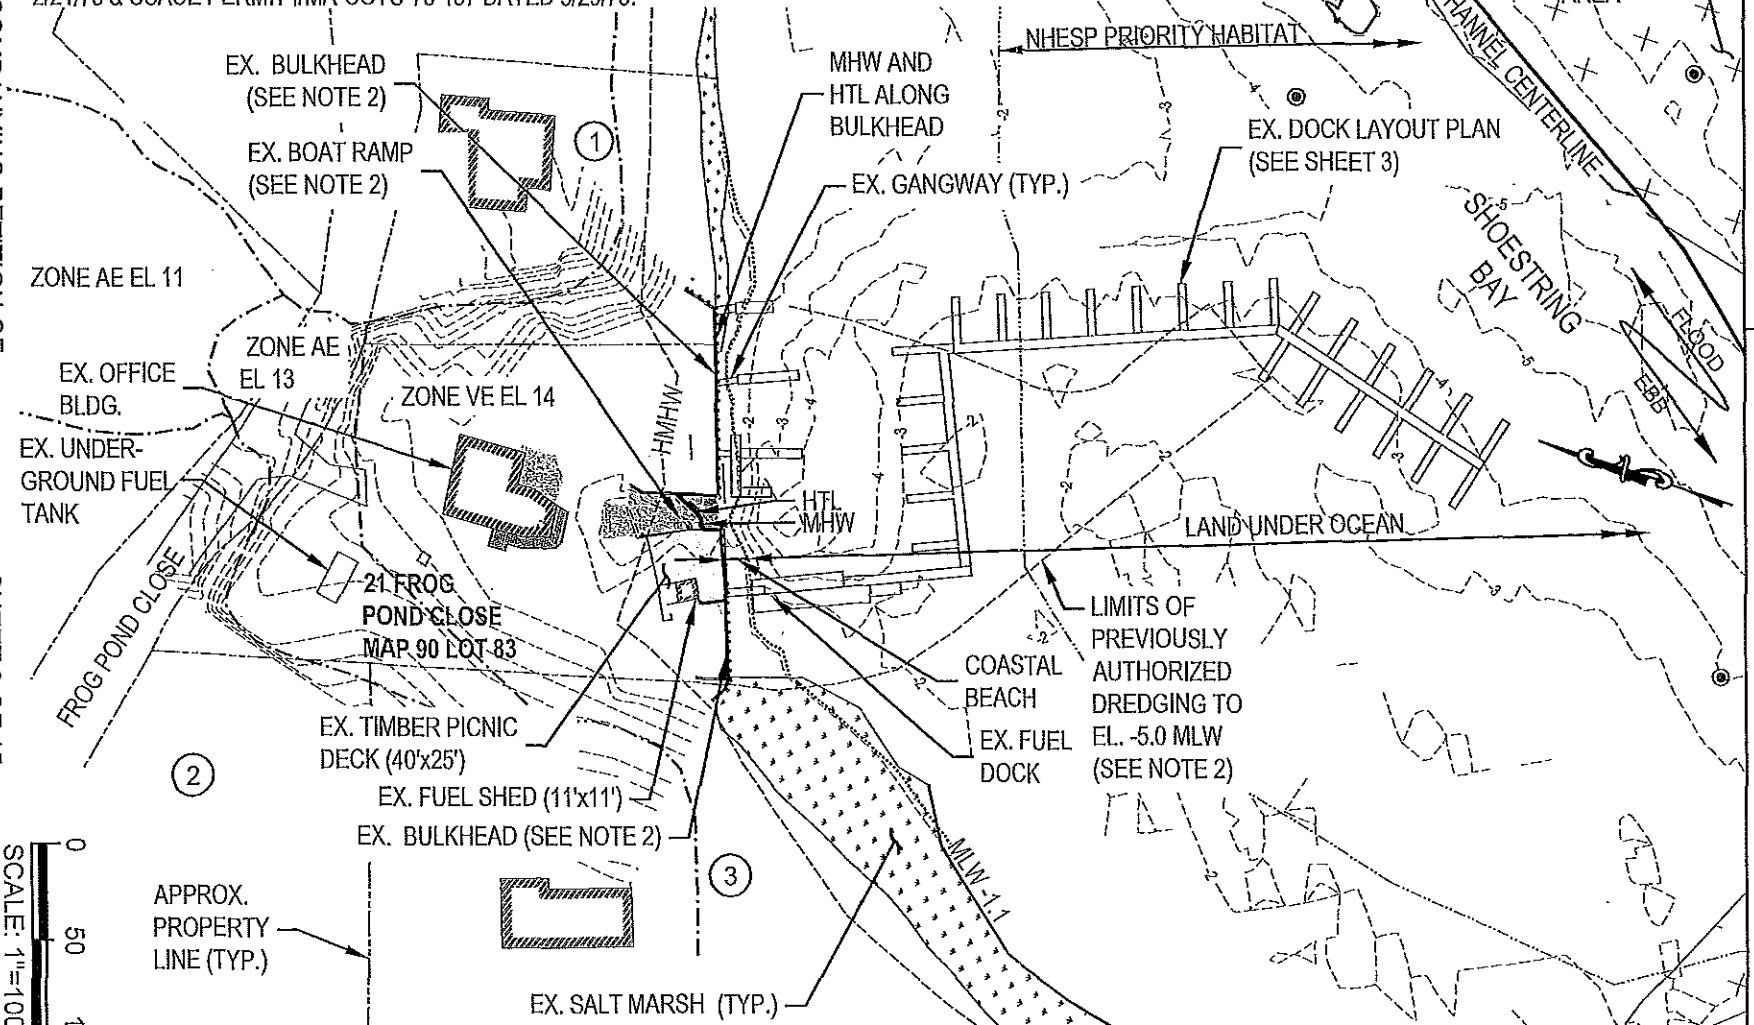 EX. BULKHEAD
(SEE NOTE 2)
EX. BOAT RAMP
(SEE NOTE 2)
1
MHW AND
HTL ALONG
BULKHEAD
EX. GANGWAY (TYP.)
NHESP PRIORITY HABITAT
EX. DOCK LAYOUT PLAN
(SEE SHEET 3)
CHANNEL CENTERLINE
SHOESTRING
BAY
FLOOD
EBB
ZONE AE EL 11
ZONE AE
EL 13
ZONE VE EL 14
EX. OFFICE
BLDG.
EX. UNDER-
GROUND FUEL
TANK
HMHW
HTL
MHW
LAND UNDER OCEAN
21 FROG
POND CLOSE
MAP 90 LOT 83
FROG POND CLOSE
LIMITS OF
PREVIOUSLY
AUTHORIZED
DREDGING TO
EL. -5.0 MLW
(SEE NOTE 2)
COASTAL
BEACH
EX. FUEL
DOCK
EX. TIMBER PICNIC
DECK (40'x25')
EX. FUEL SHED (11'x11')
EX. BULKHEAD (SEE NOTE 2)
2
3
MLW -1.1
APPROX.
PROPERTY
LINE (TYP.)
EX. SALT MARSH (TYP.)
0
50
SCALE: 1"=100